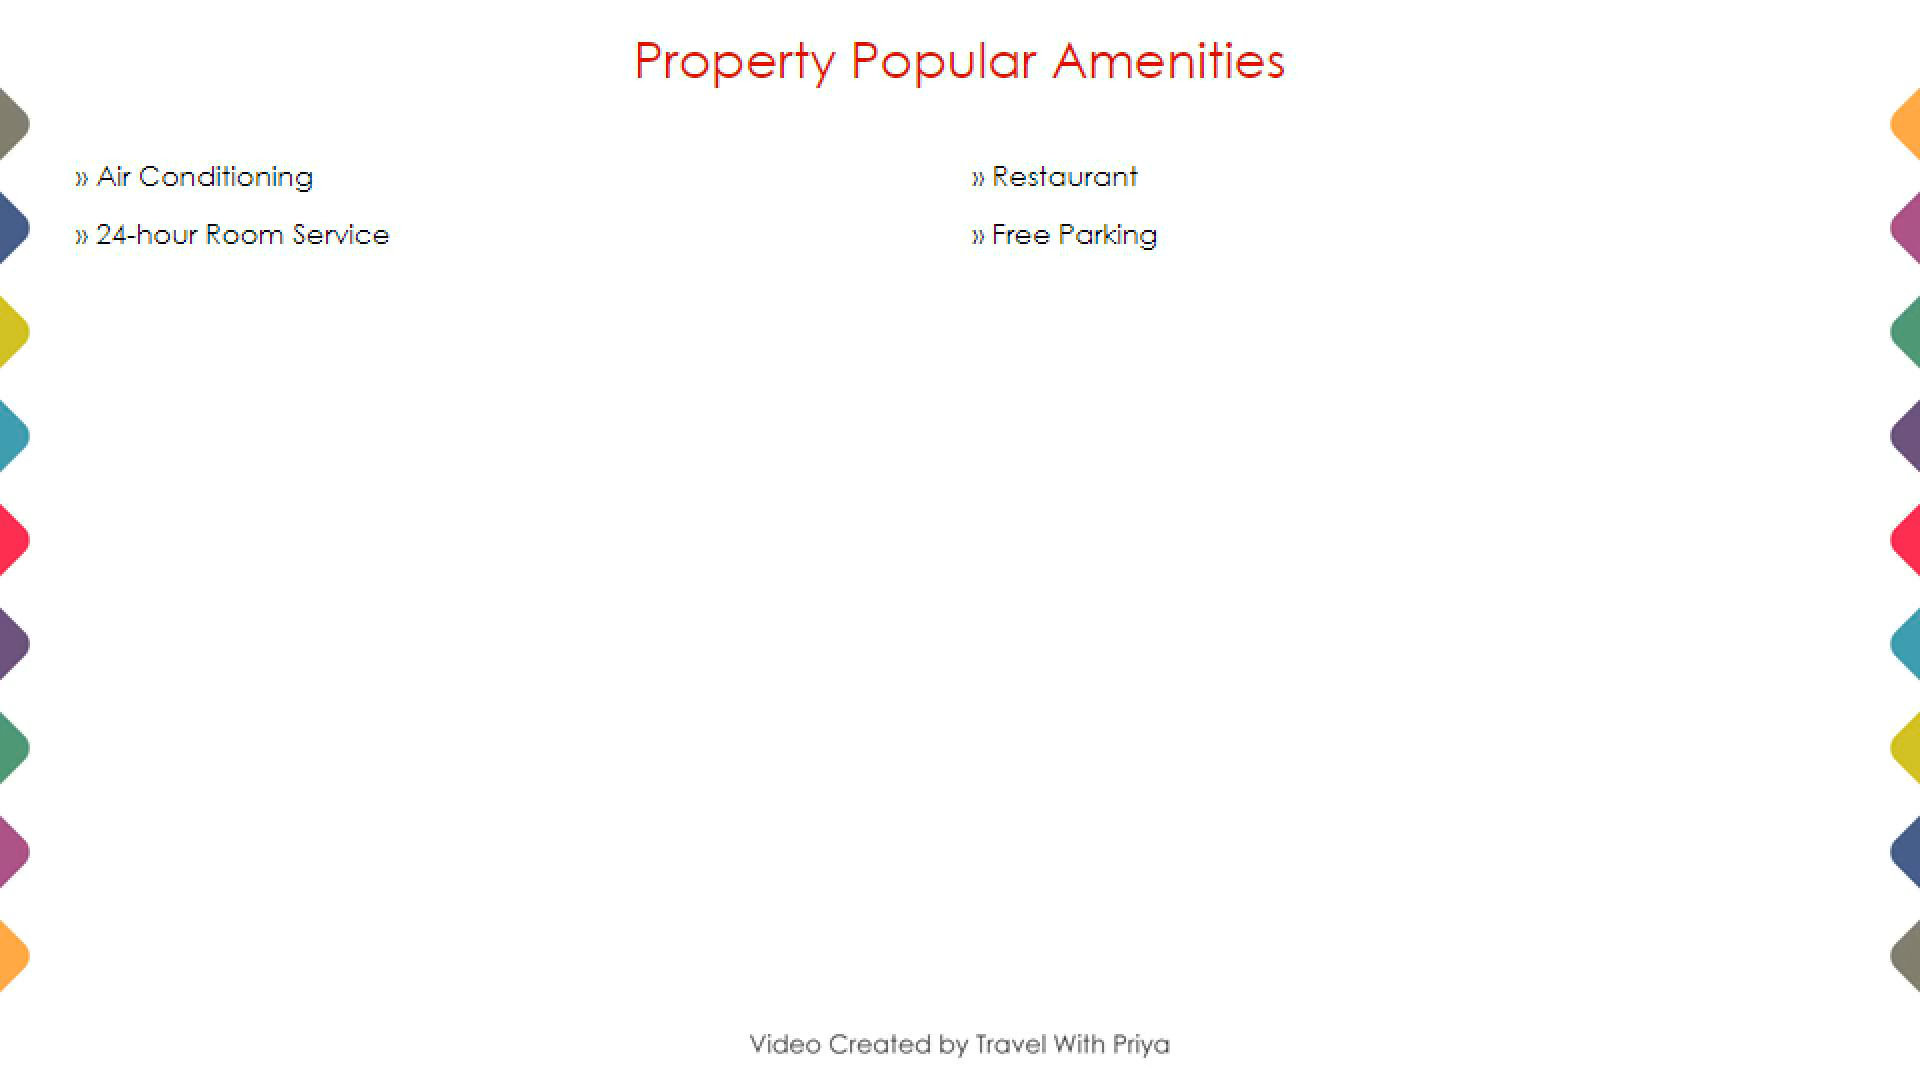 Property Popular Amenities
» Air Conditioning
» Restaurant
» 24-hour Room Service
» Free Parking
Video Created by Travel With Priya